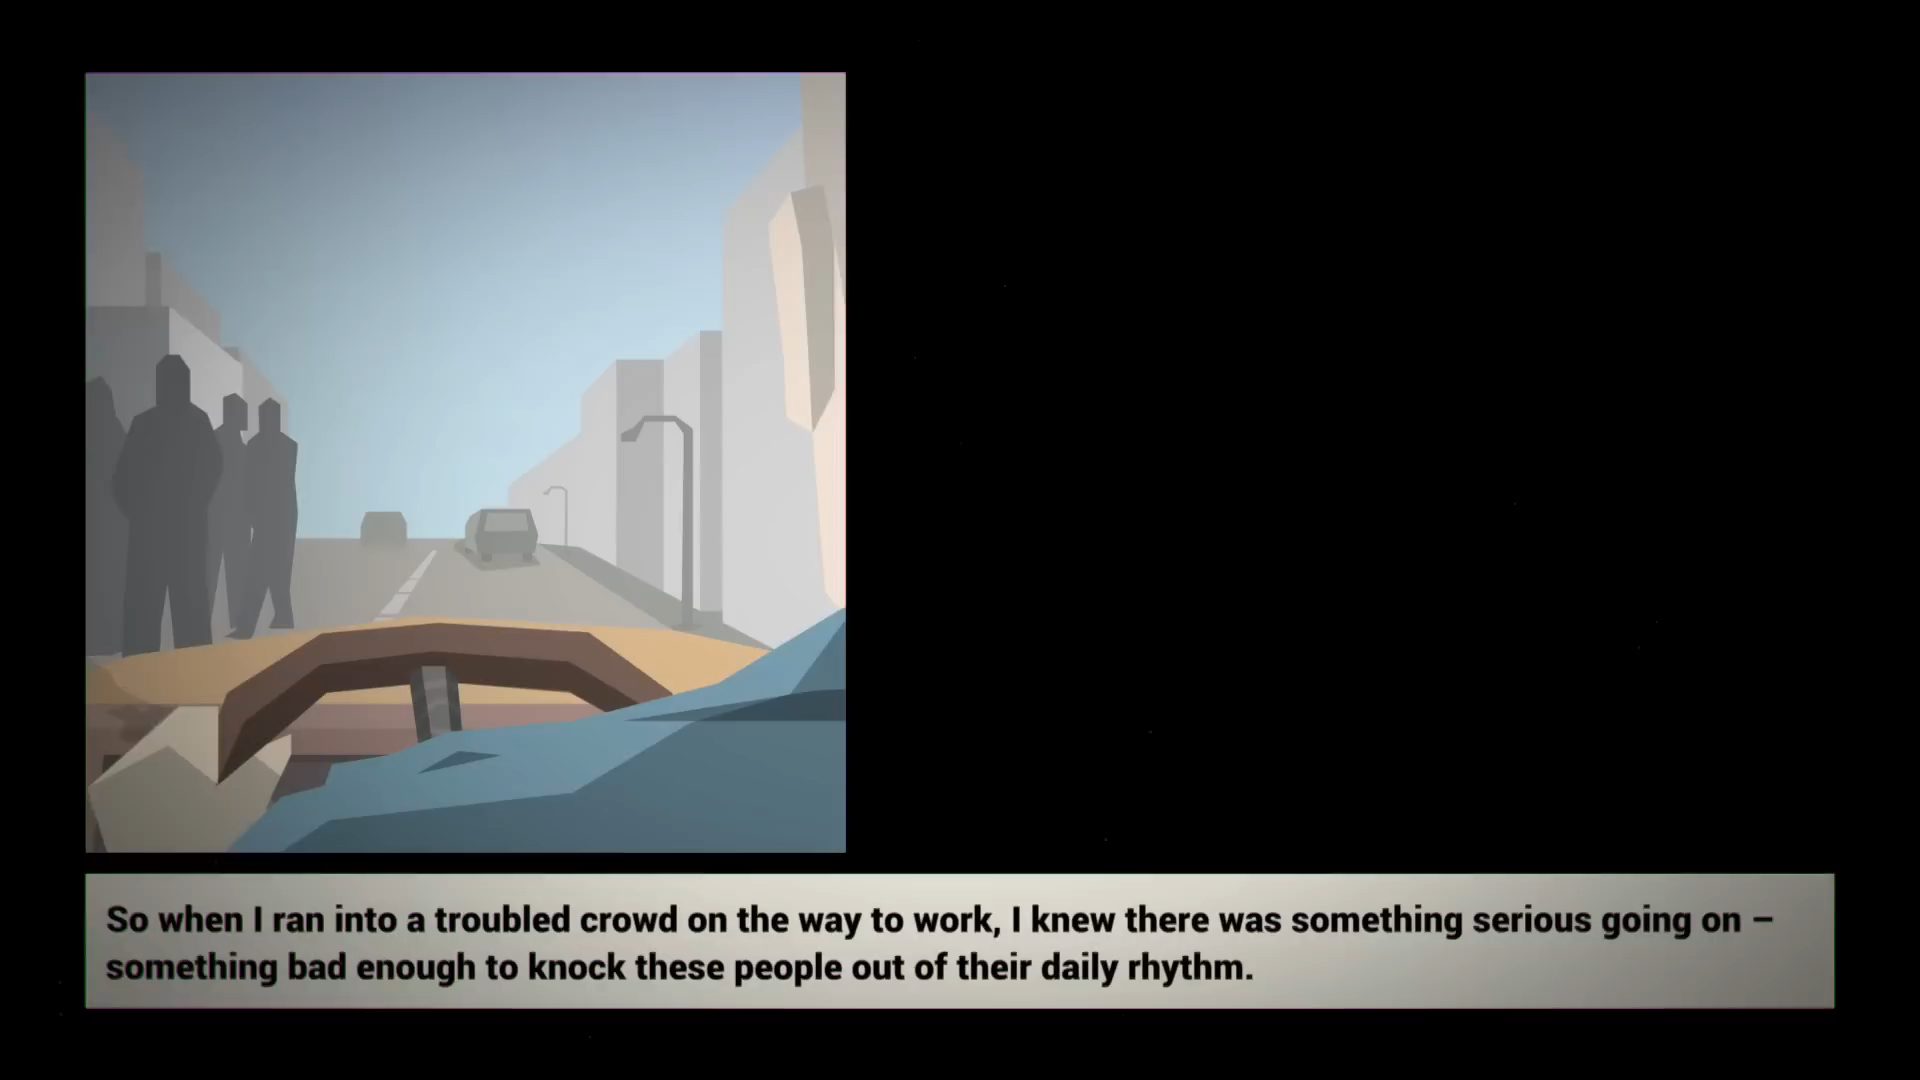 So when I ran into a troubled crowd on the way to work, I knew there was something serious going on –
something bad enough to knock these people out of their daily rhythm.